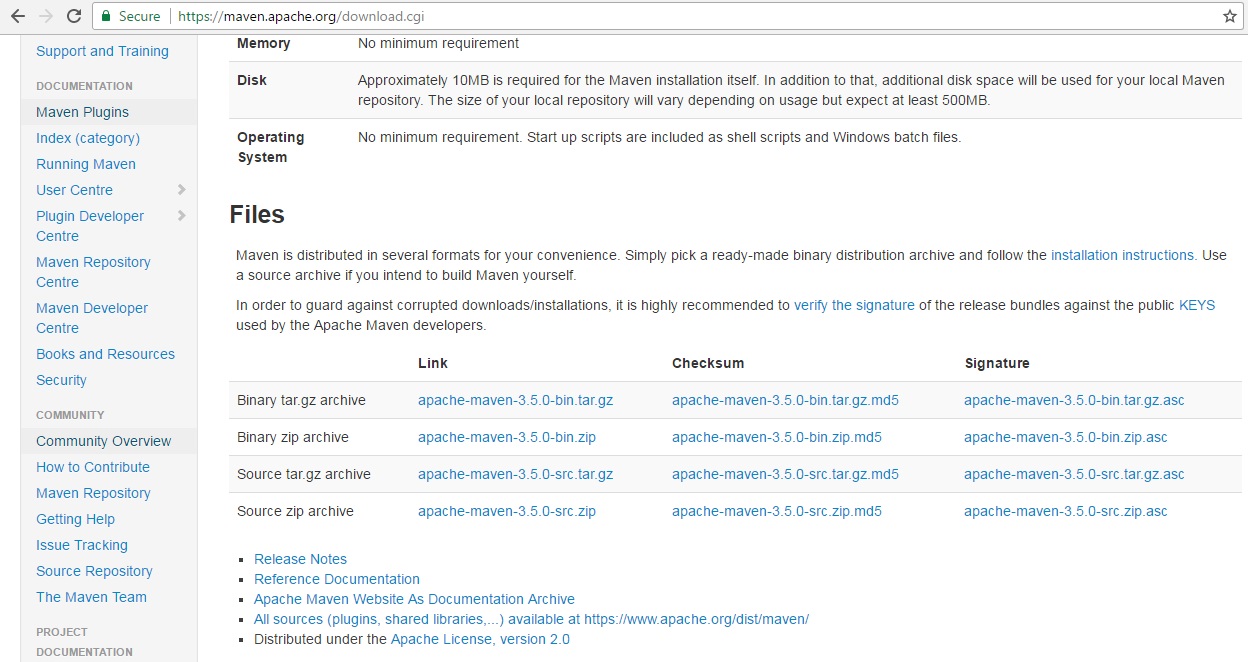 Secure | https://maven.apache.org/download.cgi
Support and Training
DOCUMENTATION
Maven Plugins
Index (category)
Running Maven
User Centre
Plugin Developer
Centre
Maven Repository
Centre
Maven Developer
Centre
Books and Resources
Security
COMMUNITY
Community Overview
How to Contribute
Maven Repository
Getting Help
Issue Tracking
Source Repository
The Maven Team
PROJECT
DOCUMENTATION
Memory No minimum requirement
Disk Approximately 10MB is required for the Maven installation itself. In addition to that, additional disk space will be used for your local Maven
repository. The size of your local repository will vary depending on usage but expect at least 500MB.
Operating No minimum requirement. Start up scripts are included as shell scripts and Windows batch files.
System
Files
Maven is distributed in several formats for your convenience. Simply pick a ready-made binary distribution archive and follow the installation instructions. Use
a source archive if you intend to build Maven yourself.
In order to guard against corrupted downloads/installations, it is highly recommended to verify the signature of the release bundles against the public KEYS
used by the Apache Maven developers.
Link Checksum Signature
Binary tar.gz archive apache-maven-3.5.0-bin.tar.gz apache-maven-3.5.0-bin.tar.gz.md5 apache-maven-3.5.0-bin.tar.gz.asc
Binary zip archive apache-maven-3.5.0-bin.zip apache-maven-3.5.0-bin.zip.md5 apache-maven-3.5.0-bin.zip.asc
Source tar.gz archive apache-maven-3.5.0-src.tar.gz apache-maven-3.5.0-src.tar.gz.md5 apache-maven-3.5.0-src.tar.gz.asc
Source zip archive apache-maven-3.5.0-src.zip apache-maven-3.5.0-src.zip.md5 apache-maven-3.5.0-src.zip.asc
▪ Release Notes
▪ Reference Documentation
▪ Apache Maven Website As Documentation Archive
▪ All sources (plugins, shared libraries,...) available at https://www.apache.org/dist/maven/
▪ Distributed under the Apache License, version 2.0